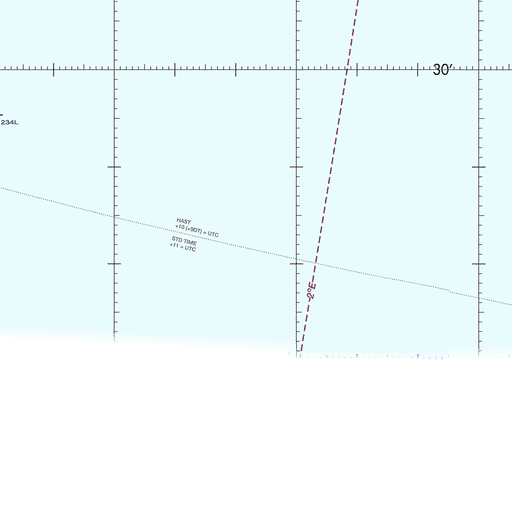 30′
234L
HAST
+10 (+9DT) = UTC
STD TIME
+11 = UTC
2°E